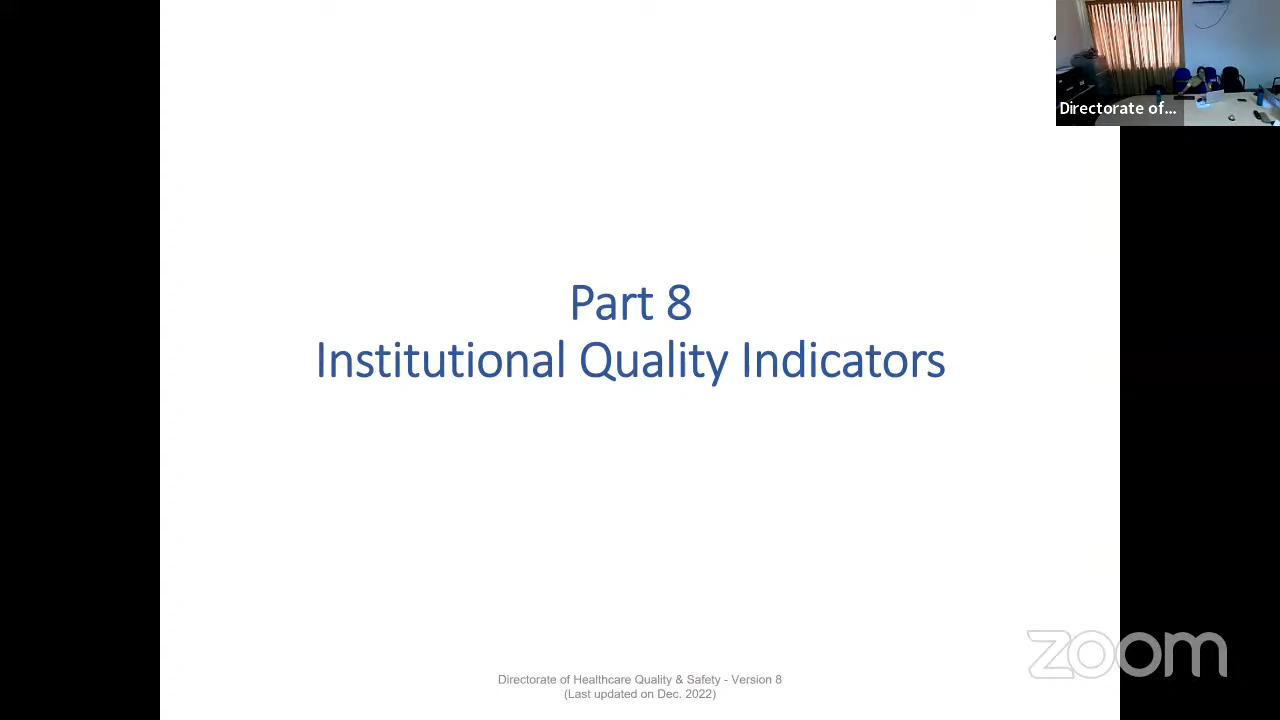 Directorate of...
Part 8
Institutional Quality Indicators
Directorate of Healthcare Quality & Safety - Version 8
(Last updated on Dec. 2022)
zoom